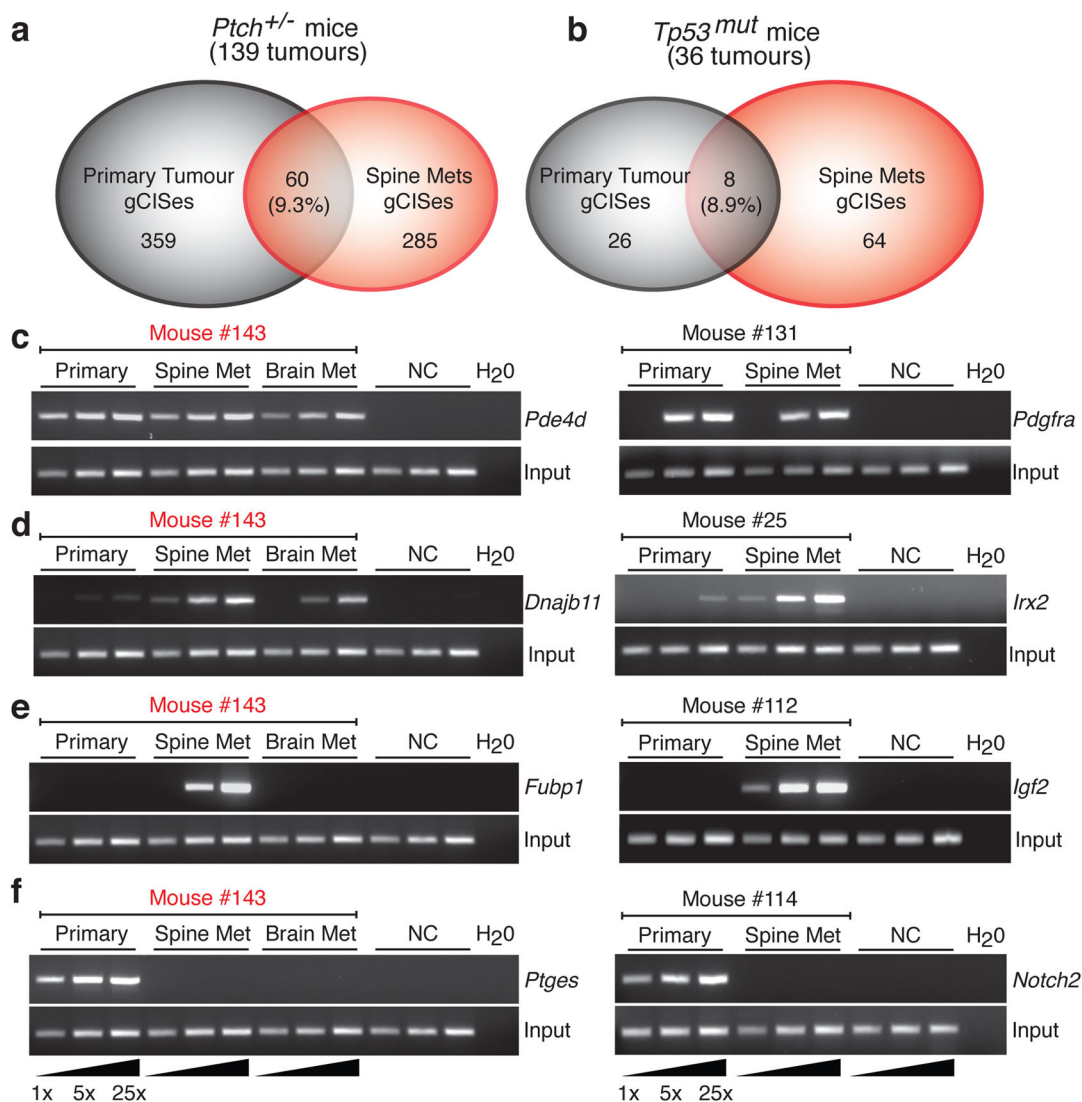 a
Ptch+/- mice
(139 tumours)
Primary Tumour
gCISes
359
60
(9.3%)
Spine Mets
gCISes
285
b
Tp53mut mice
(36 tumours)
Primary Tumour
gCISes
26
8
(8.9%)
Spine Mets
gCISes
64
c
Mouse #143
Primary Spine Met Brain Met NC H20
Pde4d
Input
Mouse #131
Primary Spine Met NC H20
Pdgfra
Input
d
Mouse #143
Primary Spine Met Brain Met NC H20
Dnajb11
Input
Mouse #25
Primary Spine Met NC H20
Irx2
Input
e
Mouse #143
Primary Spine Met Brain Met NC H20
Fubp1
Input
Mouse #112
Primary Spine Met NC H20
Igf2
Input
f
Mouse #143
Primary Spine Met Brain Met NC H20
Ptges
Input
1x 5x 25x
Mouse #114
Primary Spine Met NC H20
Notch2
Input
1x 5x 25x